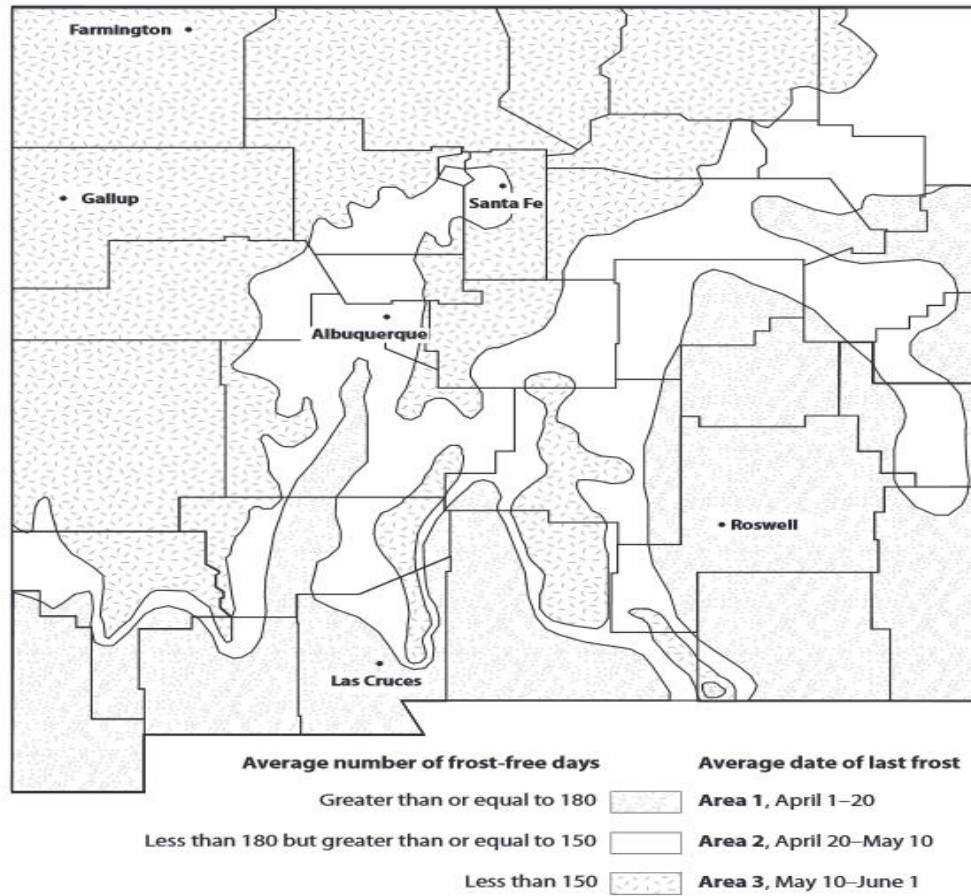 Farmington
Gallup
Santa Fe
Albuquerque
Roswell
Las Cruces
Average number of frost-free days Average date of last frost
Greater than or equal to 180 Area 1, April 1–20
Less than 180 but greater than or equal to 150 Area 2, April 20–May 10
Less than 150 Area 3, May 10–June 1